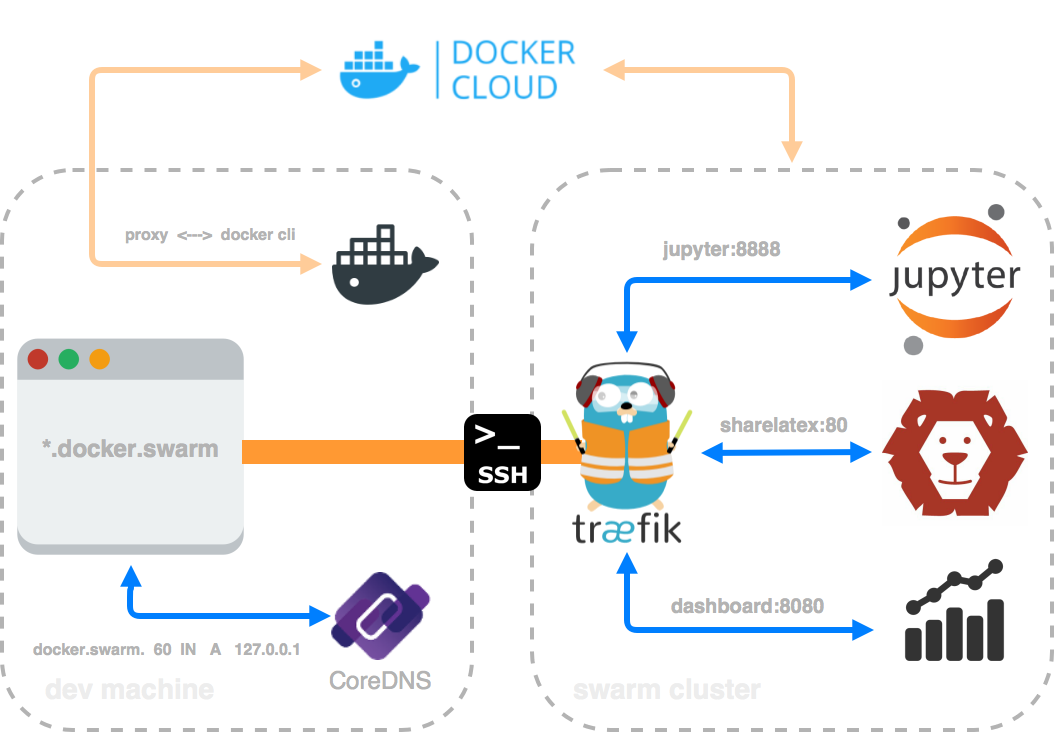 DOCKER
CLOUD
proxy <---> docker cli
jupyter:8888
jupyter
*.docker.swarm
>_
SSH
sharelatex:80
træfik
dashboard:8080
docker.swarm. 60 IN A 127.0.0.1
CoreDNS
dev machine
swarm cluster